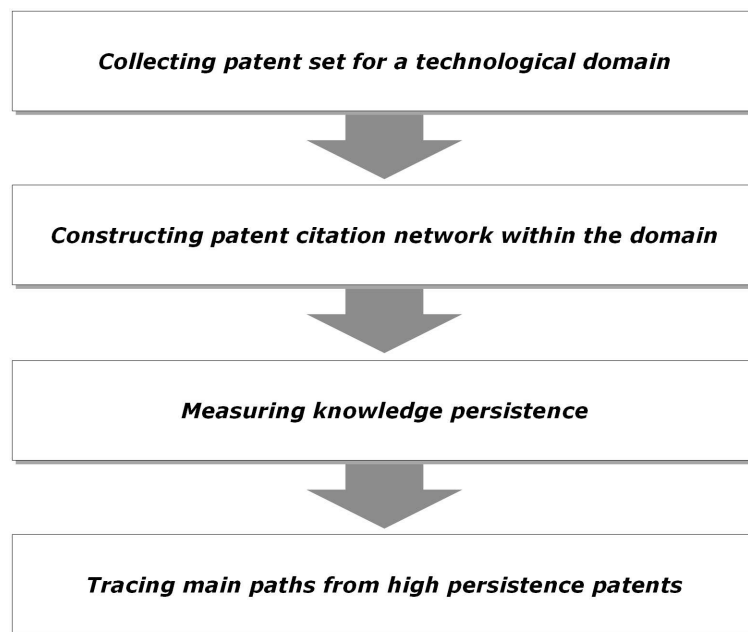 Collecting patent set for a technological domain
Constructing patent citation network within the domain
Measuring knowledge persistence
Tracing main paths from high persistence patents